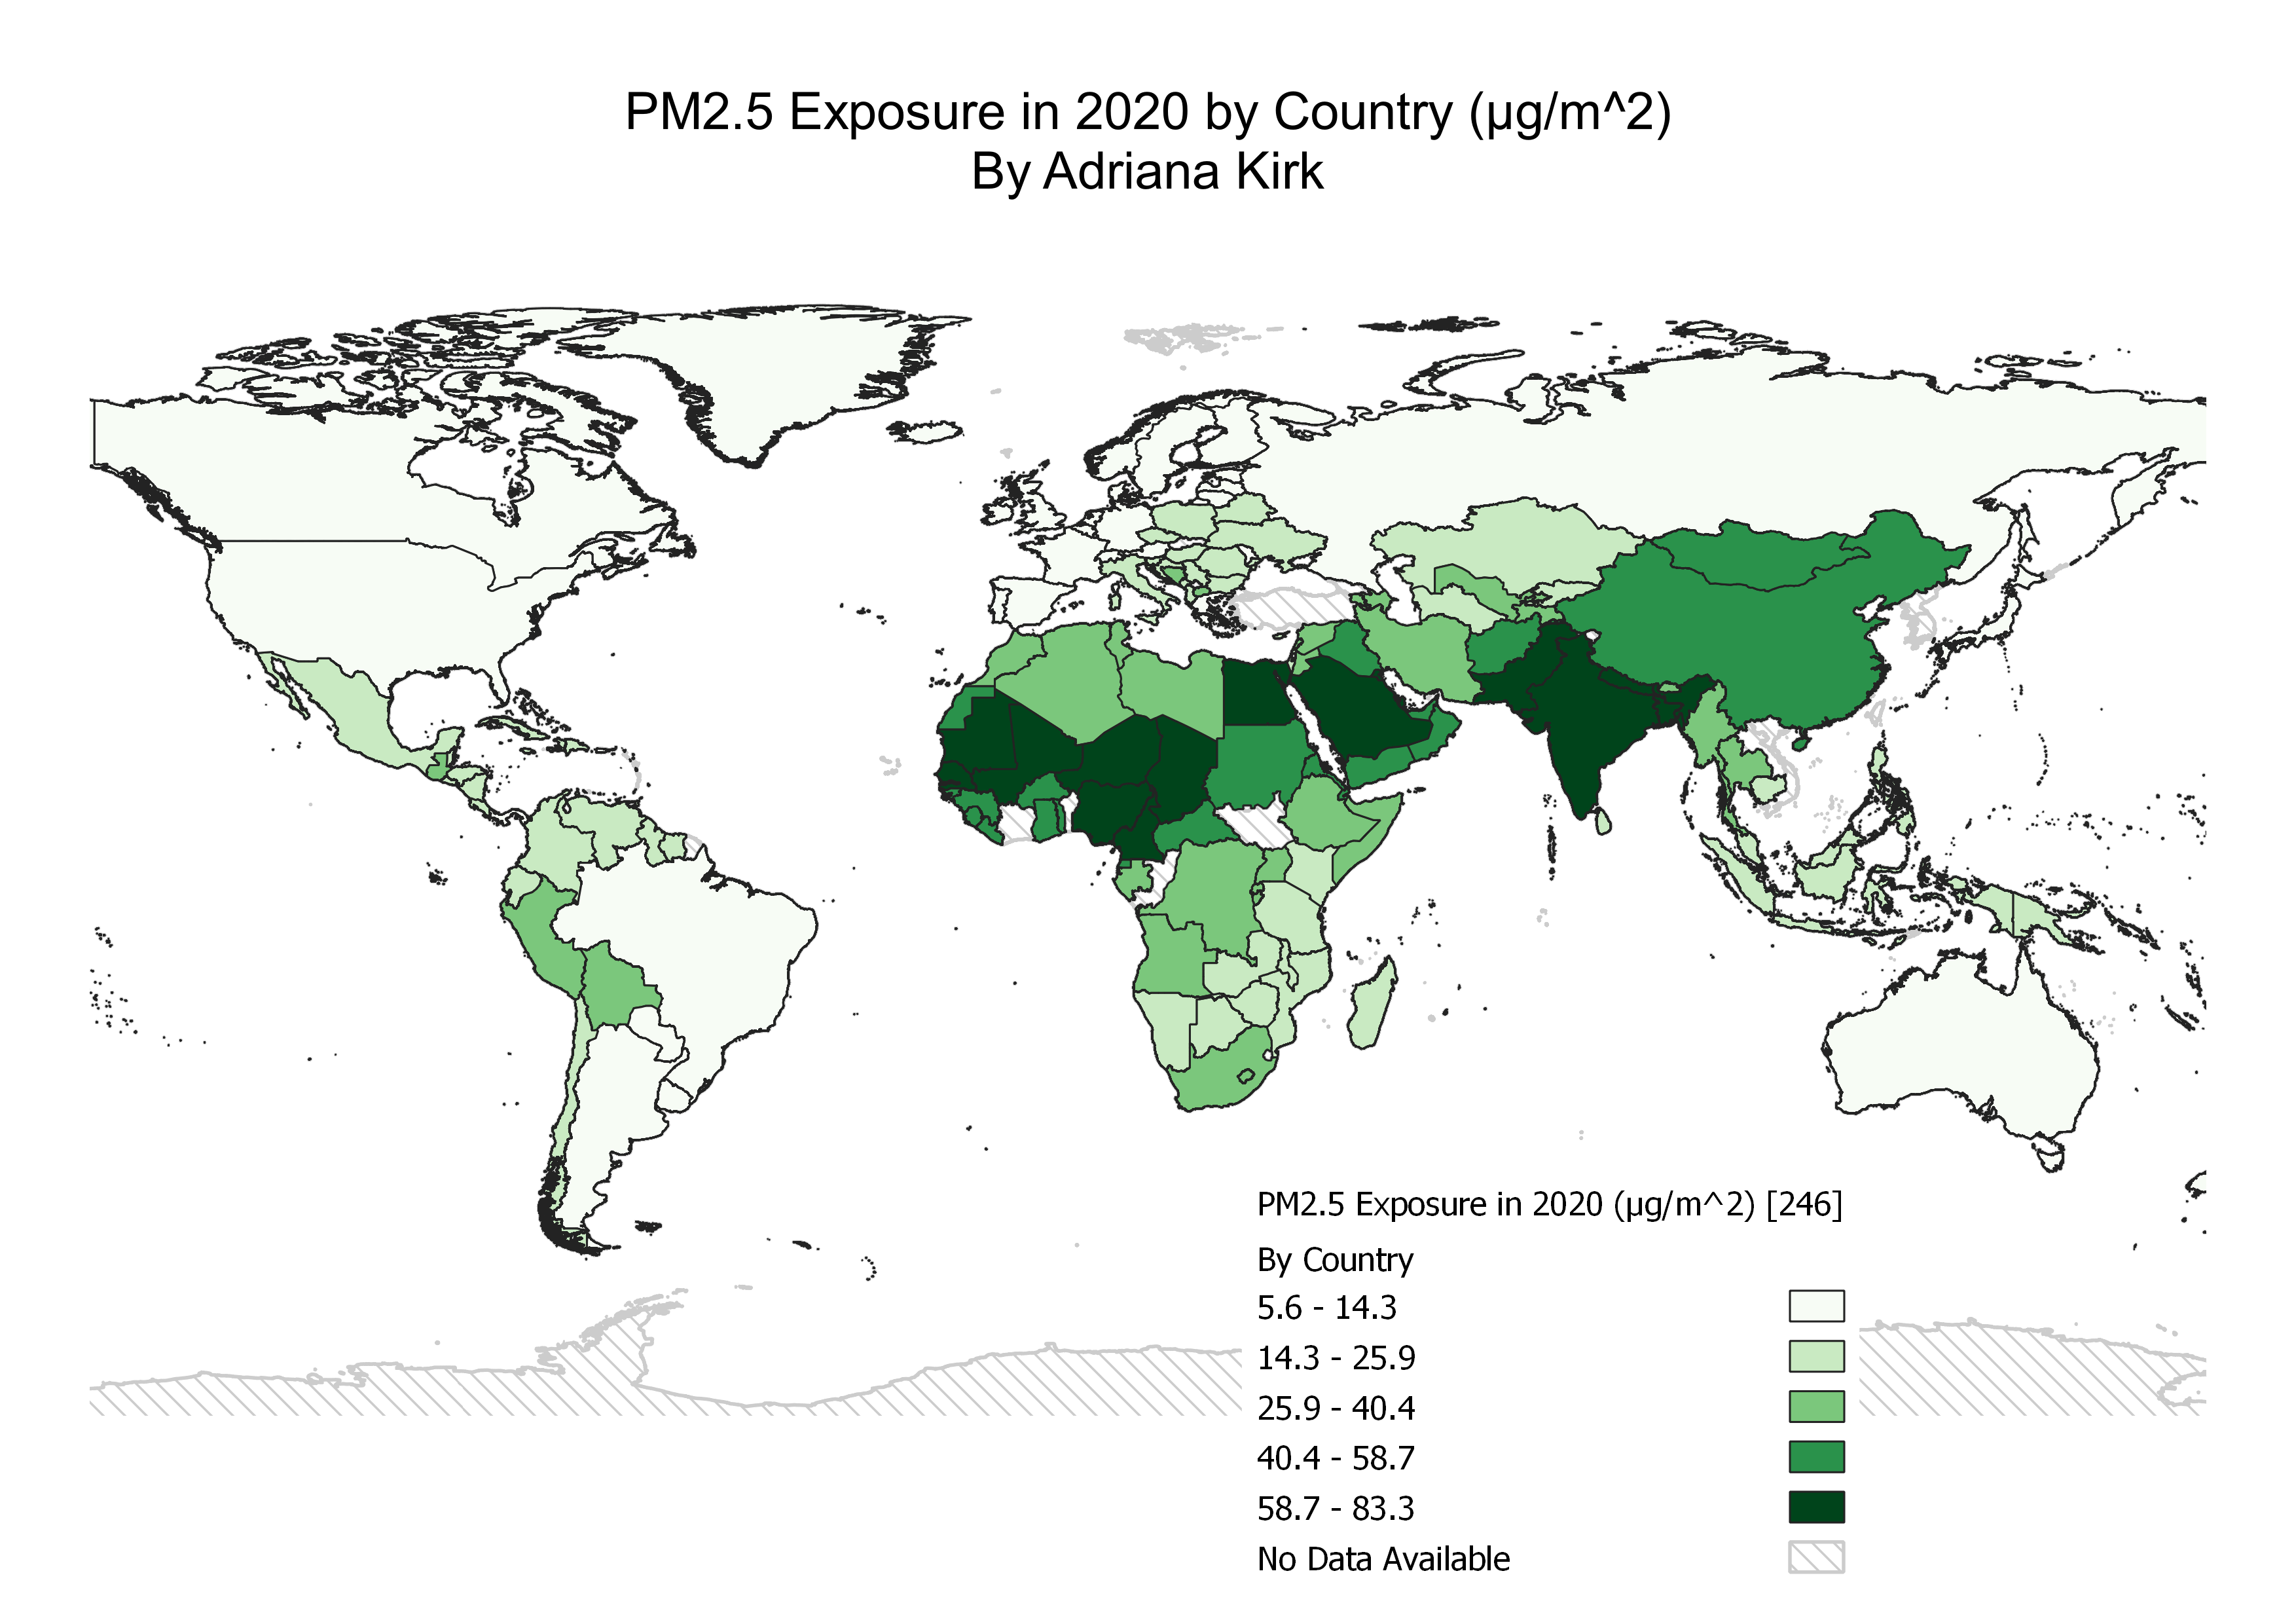 PM2.5 Exposure in 2020 by Country (µg/m^2)
By Adriana Kirk
PM2.5 Exposure in 2020 (µg/m^2) [246]
By Country
5.6 - 14.3
14.3 - 25.9
25.9 - 40.4
40.4 - 58.7
58.7 - 83.3
No Data Available